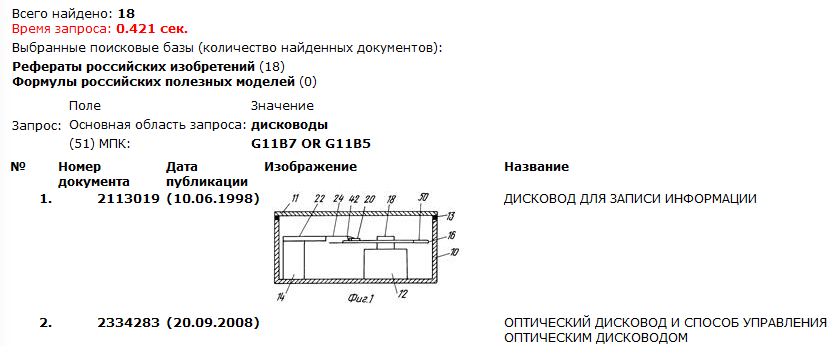 Всего найдено: 18
Время запроса: 0.421 сек.
Выбранные поисковые базы (количество найденных документов):
Рефераты российских изобретений (18)
Формулы российских полезных моделей (0)
Поле Значение
Запрос: Основная область запроса: дисководы
(51) МПК: G11B7 OR G11B5
№ Номер документа Дата публикации Изображение Название
1. 2113019 (10.06.1998) ДИСКОВОД ДЛЯ ЗАПИСИ ИНФОРМАЦИИ
11 22 24 42 20 18 50
13
16
10
14 Фиг.1 12
2. 2334283 (20.09.2008) ОПТИЧЕСКИЙ ДИСКОВОД И СПОСОБ УПРАВЛЕНИЯ
ОПТИЧЕСКИМ ДИСКОВОДОМ